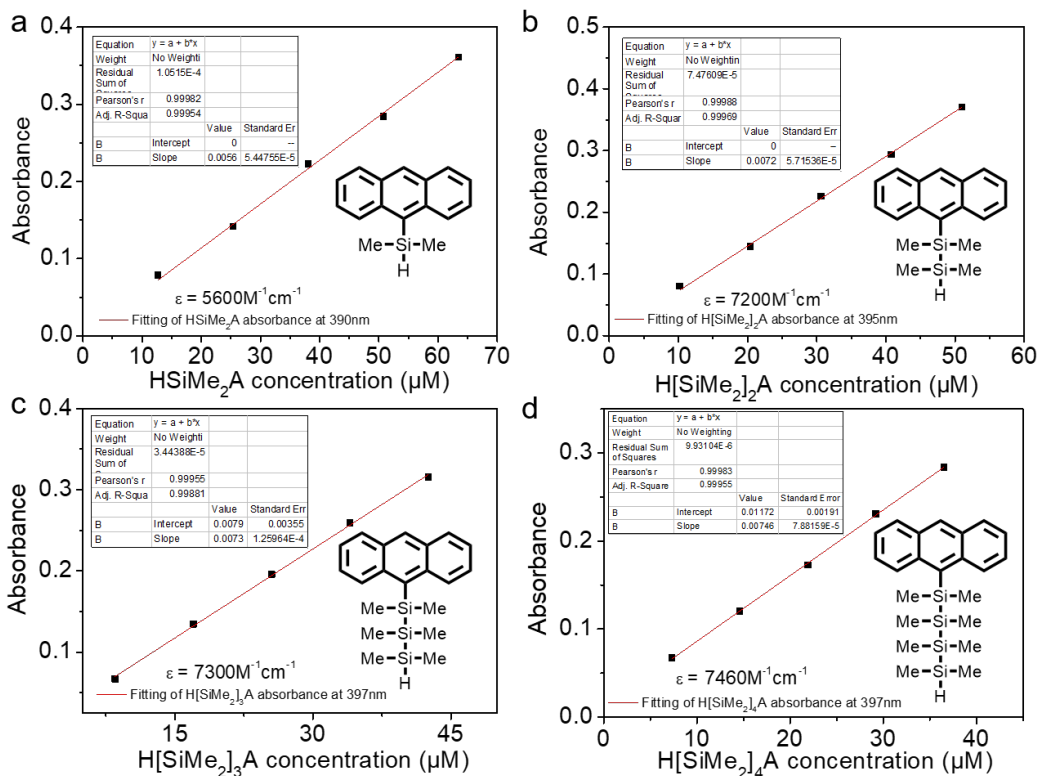 a
Absorbance
0.4
0.3
0.2
0.1
0.0
Equation y = a + b*x
Weight No Weighti
Residual
Sum of
1.0515E-4
Pearson's r 0.99982
Adj. R-Squa 0.99954
Value Standard Err
B Intercept 0 --
B Slope 0.0056 5.44755E-5
Me Si Me
H
ε = 5600M⁻¹cm⁻¹
Fitting of HSiMe₂A absorbance at 390nm
0 10 20 30 40 50 60 70
HSiMe₂A concentration (µM)
b
Absorbance
0.5
0.4
0.3
0.2
0.1
0.0
Equation y = a + b*x
Weight No Weightin
Residual
Sum of
7.47609E-5
Pearson's r 0.99988
Adj. R-Squar 0.99969
Value Standard Err
B Intercept 0 --
B Slope 0.0072 5.71536E-5
Me Si Me
Me Si Me
H
ε = 7200M⁻¹cm⁻¹
Fitting of H[SiMe₂]₂A absorbance at 395nm
0 10 20 30 40 50 60
H[SiMe₂]₂A concentration (µM)
c
Absorbance
0.4
0.3
0.2
0.1
Equation y = a + b*x
Weight No Weighti
Residual
Sum of
3.44388E-5
Pearson's r 0.99955
Adj. R-Squa 0.99881
Value Standard Err
B Intercept 0.0079 0.00355
B Slope 0.0073 1.25964E-4
Me Si Me
Me Si Me
Me Si Me
H
ε = 7300M⁻¹cm⁻¹
Fitting of H[SiMe₂]₃A absorbance at 397nm
15 30 45
H[SiMe₂]₃A concentration (µM)
d
Absorbance
0.3
0.2
0.1
0.0
Equation y = a + b*x
Weight No Weighting
Residual Sum
of Squares
9.93104E-6
Pearson's r 0.99983
Adj. R-Square 0.99955
Value Standard Error
B Intercept 0.01172 0.00191
B Slope 0.00746 7.88159E-5
Me Si Me
Me Si Me
Me Si Me
Me Si Me
H
ε = 7460M⁻¹cm⁻¹
Fitting of H[SiMe₂]₄A absorbance at 397nm
0 10 20 30 40
H[SiMe₂]₄A concentration (µM)